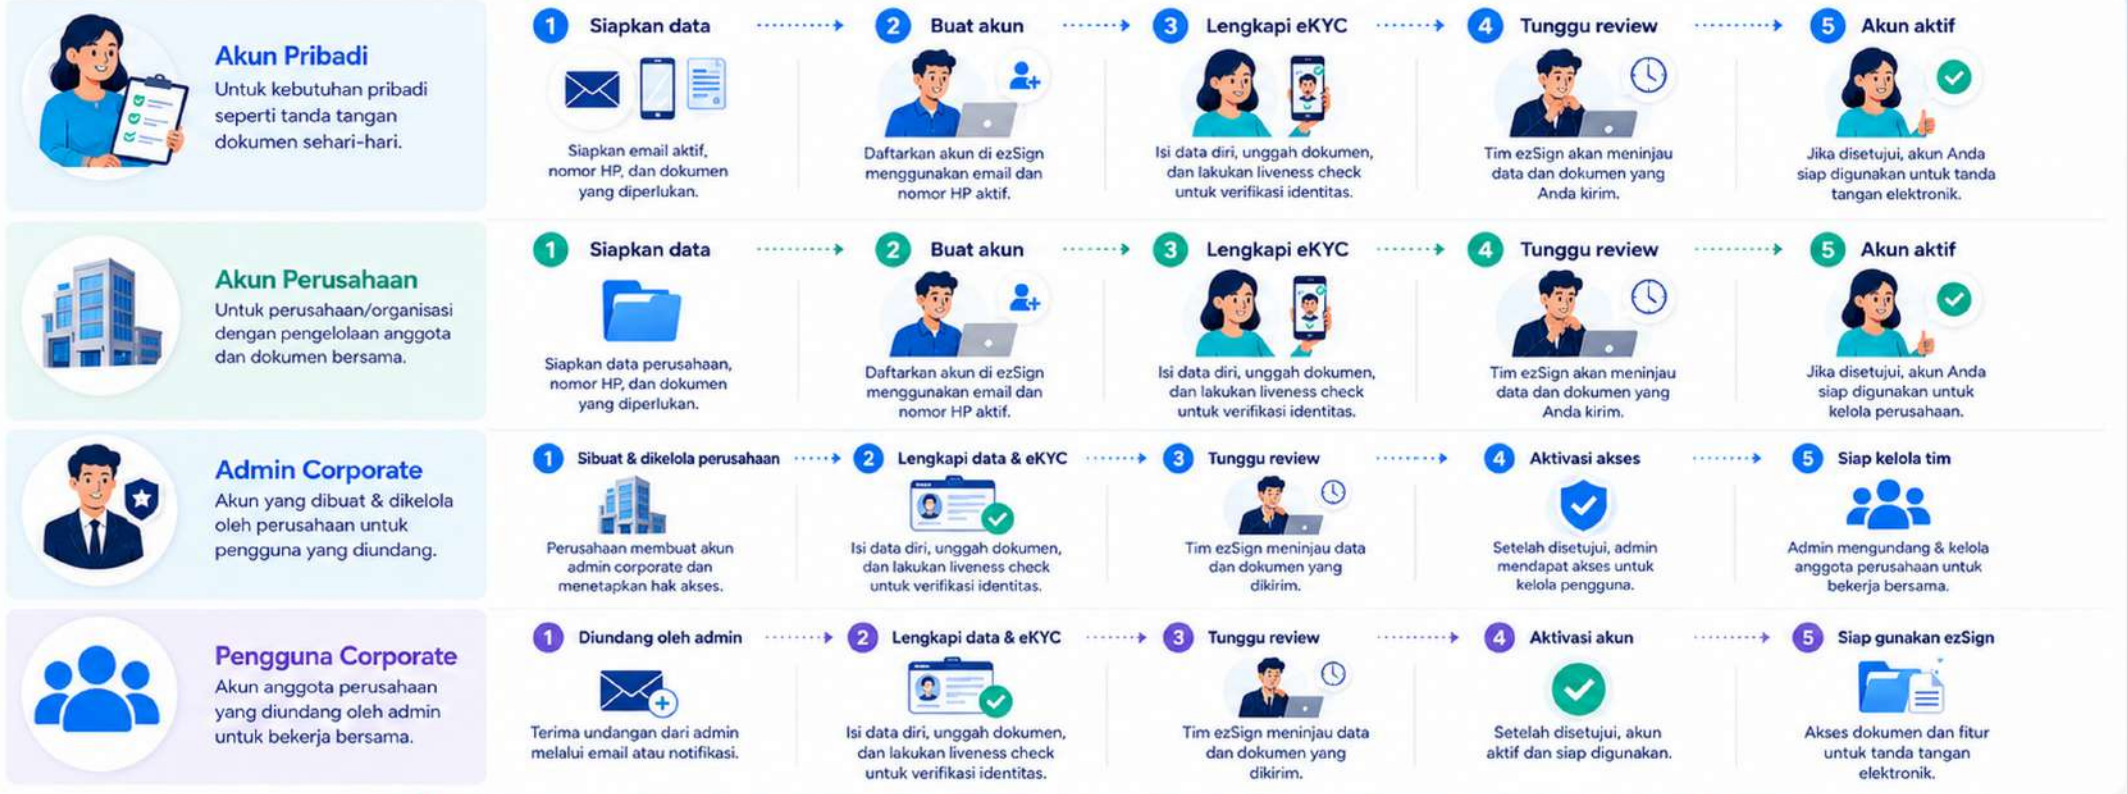 Akun Pribadi
Untuk kebutuhan pribadi
seperti tanda tangan
dokumen sehari-hari.
1 Siapkan data
Siapkan email aktif,
nomor HP, dan dokumen
yang diperlukan.
2 Buat akun
Daftarkan akun di ezSign
menggunakan email dan
nomor HP aktif.
3 Lengkapi eKYC
Isi data diri, unggah dokumen,
dan lakukan liveness check
untuk verifikasi identitas.
4 Tunggu review
Tim ezSign akan meninjau
data dan dokumen yang
Anda kirim.
5 Akun aktif
Jika disetujui, akun Anda
siap digunakan untuk tanda
tangan elektronik.
Akun Perusahaan
Untuk perusahaan/organisasi
dengan pengelolaan anggota
dan dokumen bersama.
1 Siapkan data
Siapkan data perusahaan,
nomor HP, dan dokumen
yang diperlukan.
2 Buat akun
Daftarkan akun di ezSign
menggunakan email dan
nomor HP aktif.
3 Lengkapi eKYC
Isi data diri, unggah dokumen,
dan lakukan liveness check
untuk verifikasi identitas.
4 Tunggu review
Tim ezSign akan meninjau
data dan dokumen yang
Anda kirim.
5 Akun aktif
Jika disetujui, akun Anda
siap digunakan untuk
kelola perusahaan.
Admin Corporate
Akun yang dibuat & dikelola
oleh perusahaan untuk
pengguna yang diundang.
1 Sibuat & dikelola perusahaan
Perusahaan membuat akun
admin corporate dan
menetapkan hak akses.
2 Lengkapi data & eKYC
Isi data diri, unggah dokumen,
dan lakukan liveness check
untuk verifikasi identitas.
3 Tunggu review
Tim ezSign meninjau data
dan dokumen yang
dikirim.
4 Aktivasi akses
Setelah disetujui, admin
mendapat akses untuk
kelola pengguna.
5 Siap kelola tim
Admin mengundang & kelola
anggota perusahaan untuk
bekerja bersama.
Pengguna Corporate
Akun anggota perusahaan
yang diundang oleh admin
untuk bekerja bersama.
1 Diundang oleh admin
Terima undangan dari admin
melalui email atau notifikasi.
2 Lengkapi data & eKYC
Isi data diri, unggah dokumen,
dan lakukan liveness check
untuk verifikasi identitas.
3 Tunggu review
Tim ezSign meninjau data
dan dokumen yang
dikirim.
4 Aktivasi akun
Setelah disetujui, akun
aktif dan siap digunakan.
5 Siap gunakan ezSign
Akses dokumen dan fitur
untuk tanda tangan
elektronik.